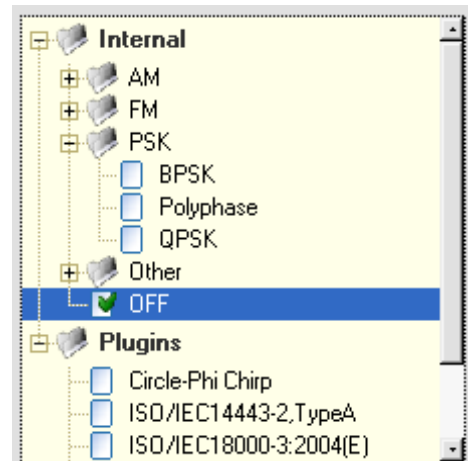 Internal
AM
FM
PSK
BPSK
Polyphase
QPSK
Other
OFF
Plugins
Circle-Phi Chirp
ISO/IEC14443-2,TypeA
ISO/IEC18000-3:2004(E)